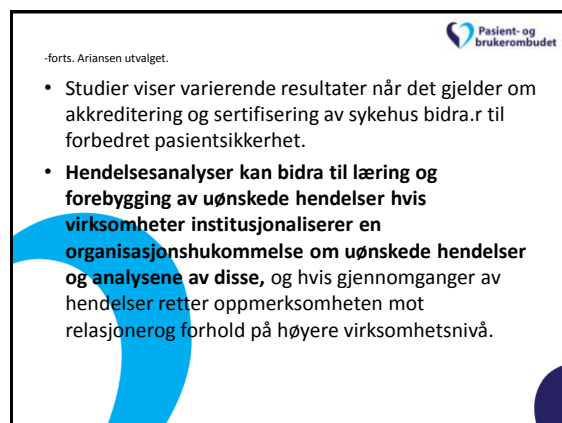 Pasient- og
brukerombudet
-forts. Ariansen utvalget.
• Studier viser varierende resultater når det gjelder om
akkreditering og sertifisering av sykehus bidra.r til
forbedret pasientsikkerhet.
• Hendelsesanalyser kan bidra til læring og
forebygging av uønskede hendelser hvis
virksomheter institusjonaliserer en
organisasjonshukommelse om uønskede hendelser
og analysene av disse, og hvis gjennomganger av
hendelser retter oppmerksomheten mot
relasjonerog forhold på høyere virksomhetsnivå.